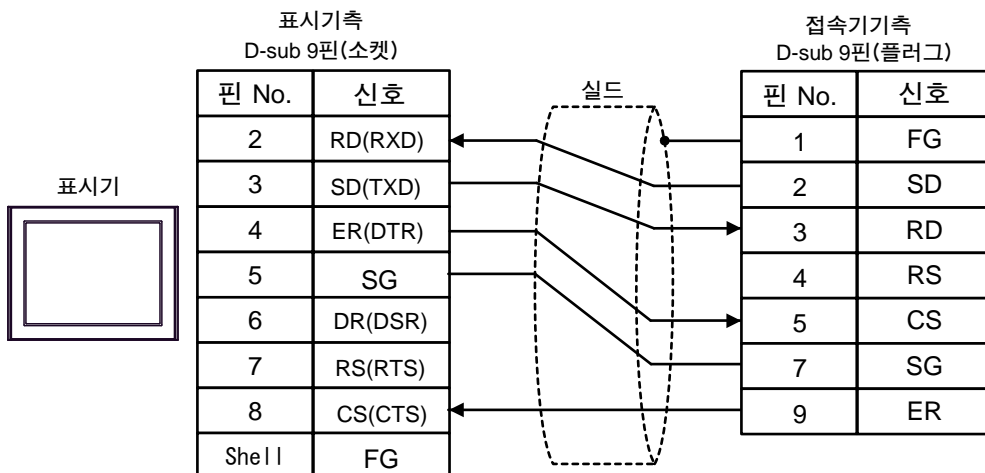 표시기측
D-sub 9핀(소켓)
핀 No. 신호
2 RD(RXD)
3 SD(TXD)
4 ER(DTR)
5 SG
6 DR(DSR)
7 RS(RTS)
8 CS(CTS)
Shell FG
표시기
실드
접속기기측
D-sub 9핀(플러그)
핀 No. 신호
1 FG
2 SD
3 RD
4 RS
5 CS
7 SG
9 ER